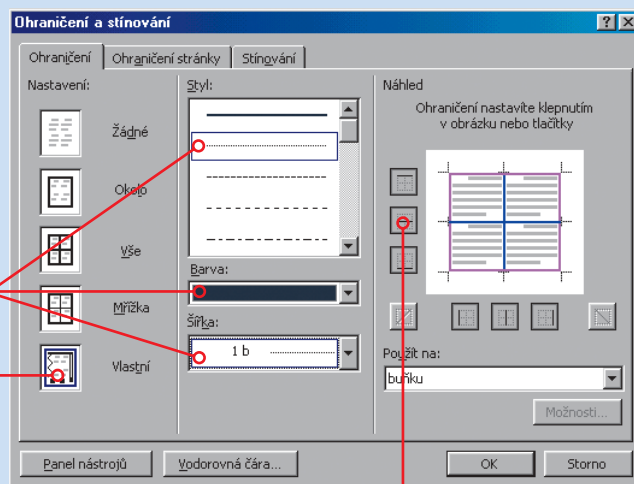 Ohraničení a stínování
Ohraničení
Ohraničení stránky
Stínování
Nastavení:
Žádné
Okolo
Vše
Mřížka
Vlastní
Styl:
Barva:
Šířka:
1 b
Náhled
Ohraničení nastavíte klepnutím
v obrázku nebo tlačítky
Použít na:
buňku
Možnosti...
Panel nástrojů
Vodorovná čára...
OK
Storno